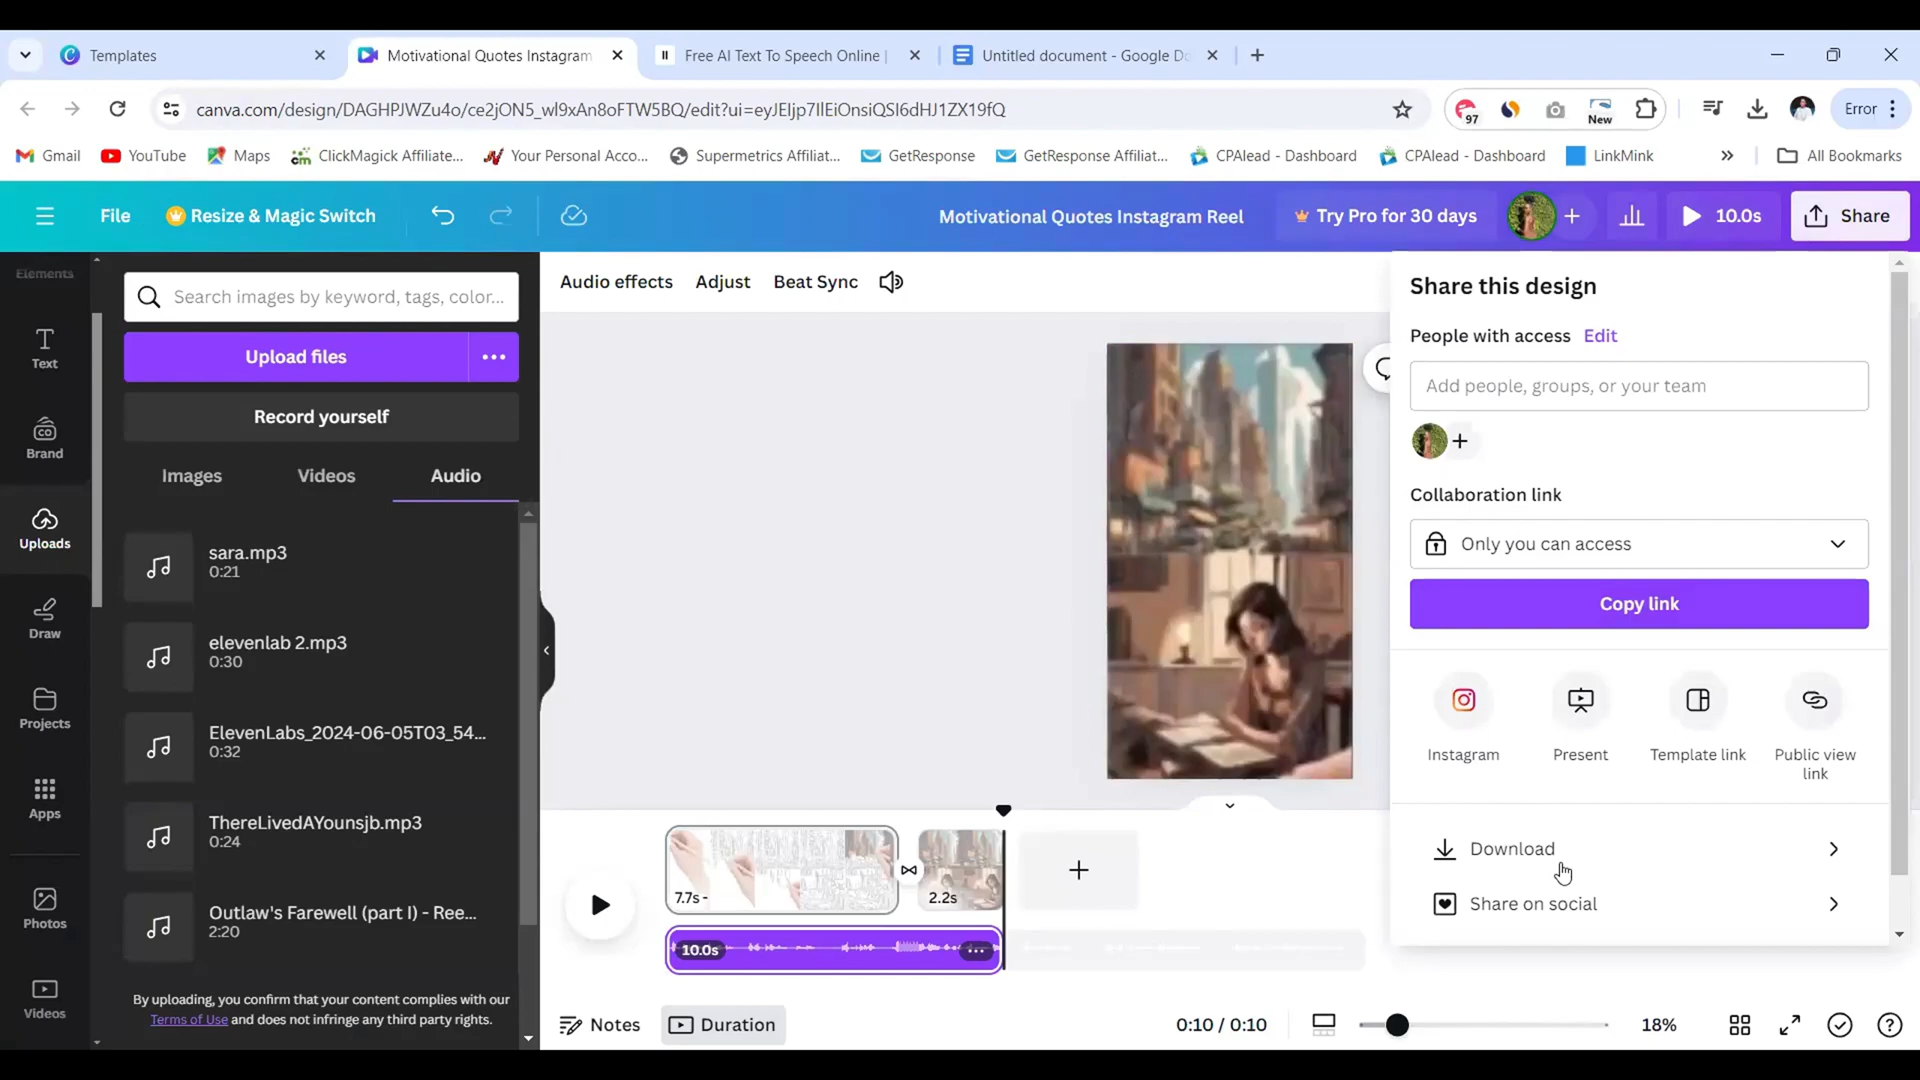 Templates
Motivational Quotes Instagram
Free AI Text To Speech Online |
Untitled document - Google Do
canva.com/design/DAGHPJWZu4o/ce2jON5_wl9xAn8oFTW5BQ/edit?ui=eyJEIjp7IlEiOnsiQSI6dHJ1ZX19fQ
97
New
Error
Gmail
YouTube
Maps
ClickMagick Affiliate...
Your Personal Acco...
Supermetrics Affiliat...
GetResponse
GetResponse Affiliat...
CPAlead - Dashboard
CPAlead - Dashboard
LinkMink
All Bookmarks
File
Resize & Magic Switch
Motivational Quotes Instagram Reel
Try Pro for 30 days
10.0s
Share
Elements
Text
Brand
Uploads
Draw
Projects
Apps
Photos
Videos
Search images by keyword, tags, color...
Upload files
Record yourself
Images
Videos
Audio
sara.mp3
0:21
elevenlab 2.mp3
0:30
ElevenLabs_2024-06-05T03_54...
0:32
ThereLivedAYounsjb.mp3
0:24
Outlaw's Farewell (part I) - Ree...
2:20
By uploading, you confirm that your content complies with our
Terms of Use and does not infringe any third party rights.
Audio effects
Adjust
Beat Sync
Share this design
People with access Edit
Add people, groups, or your team
Collaboration link
Only you can access
Copy link
Instagram
Present
Template link
Public view
link
Download
Share on social
7.7s
2.2s
10.0s
Notes
Duration
0:10 / 0:10
18%